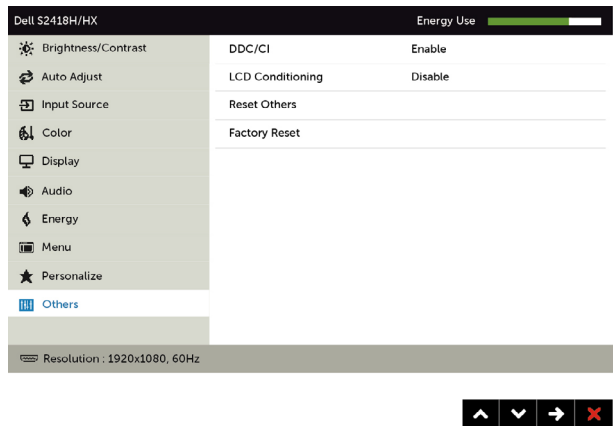 Dell S2418H/HX Energy Use
Brightness/Contrast
Auto Adjust
Input Source
Color
Display
Audio
Energy
Menu
Personalize
Others
DDC/CI Enable
LCD Conditioning Disable
Reset Others
Factory Reset
Resolution : 1920x1080, 60Hz